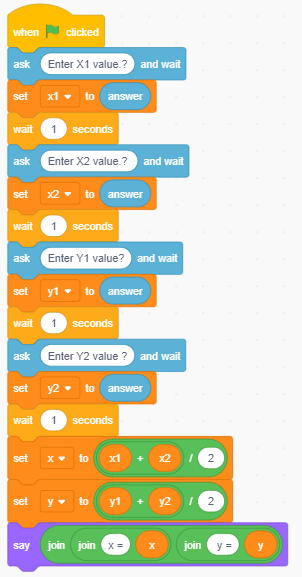 when clicked
ask Enter X1 value.? and wait
set x1 to answer
wait 1 seconds
ask Enter X2 value.? and wait
set x2 to answer
wait 1 seconds
ask Enter Y1 value? and wait
set y1 to answer
wait 1 seconds
ask Enter Y2 value ? and wait
set y2 to answer
wait 1 seconds
set x to x1 + x2 / 2
set y to y1 + y2 / 2
say join join x = x join y = y